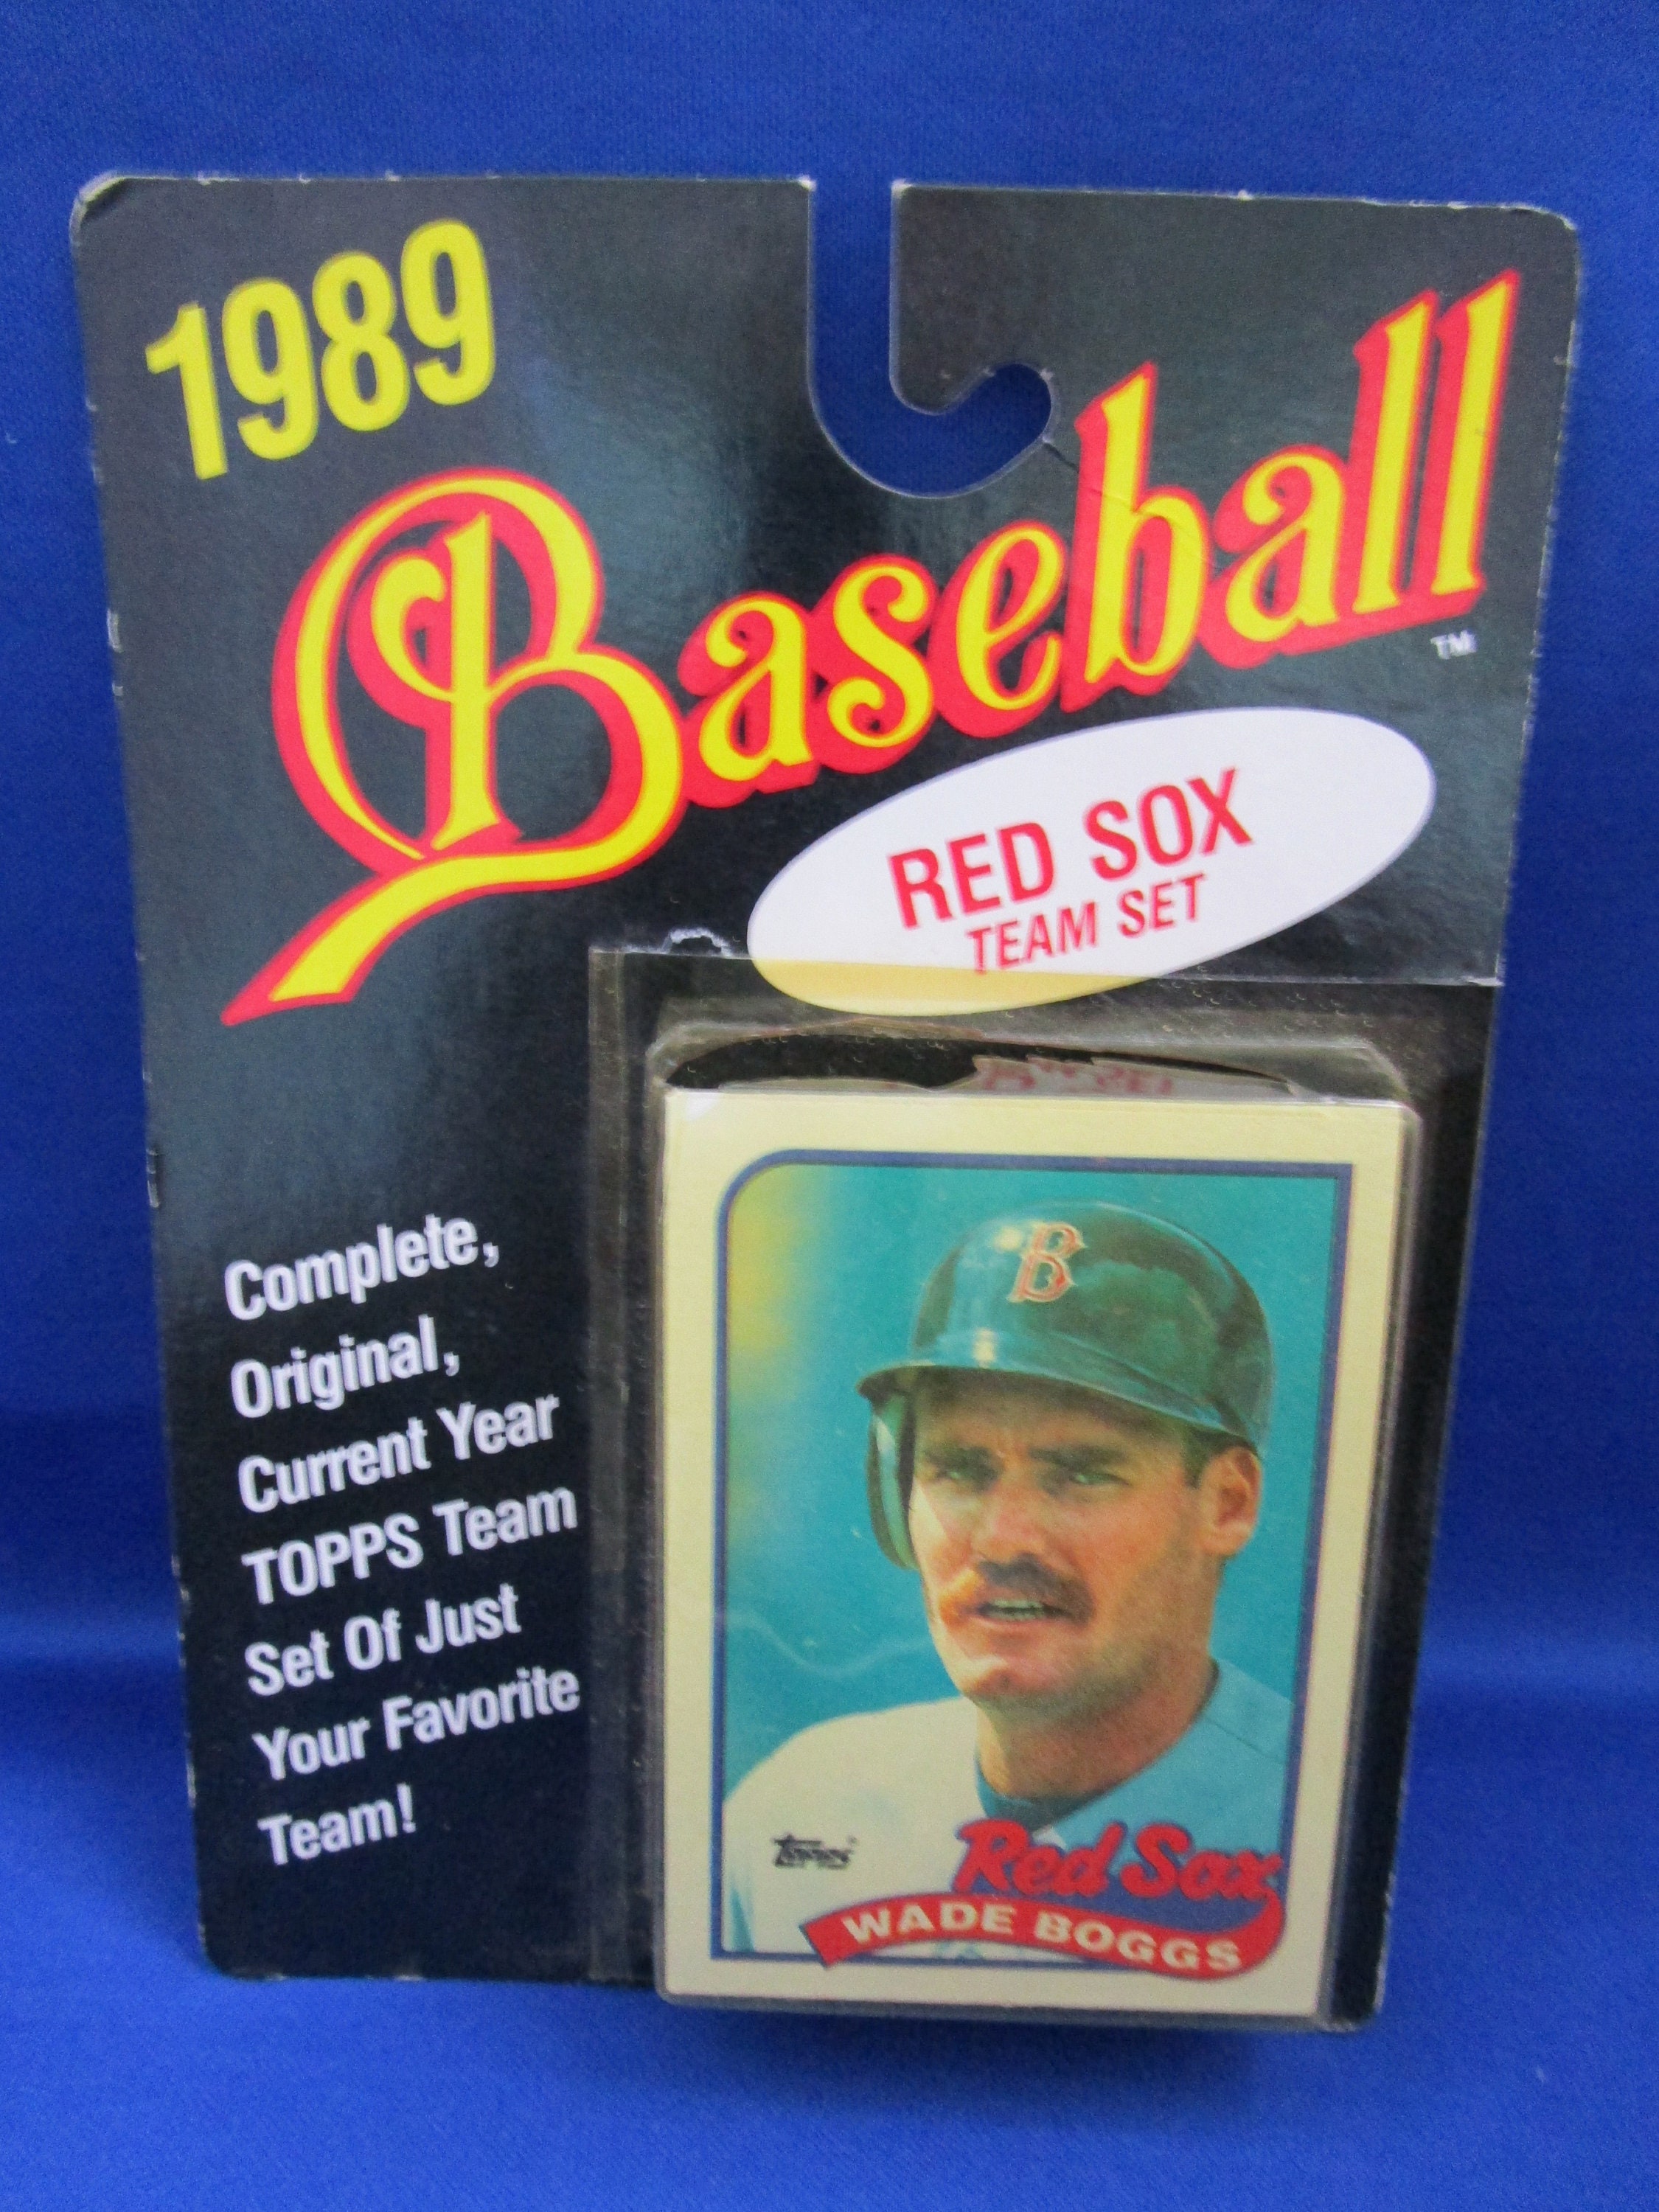 1989
Baseball
TM
RED SOX
TEAM SET
Complete,
Original,
Current Year
TOPPS Team
Set Of Just
Your Favorite
Team!
B
Topps
Red Sox
WADE BOGGS